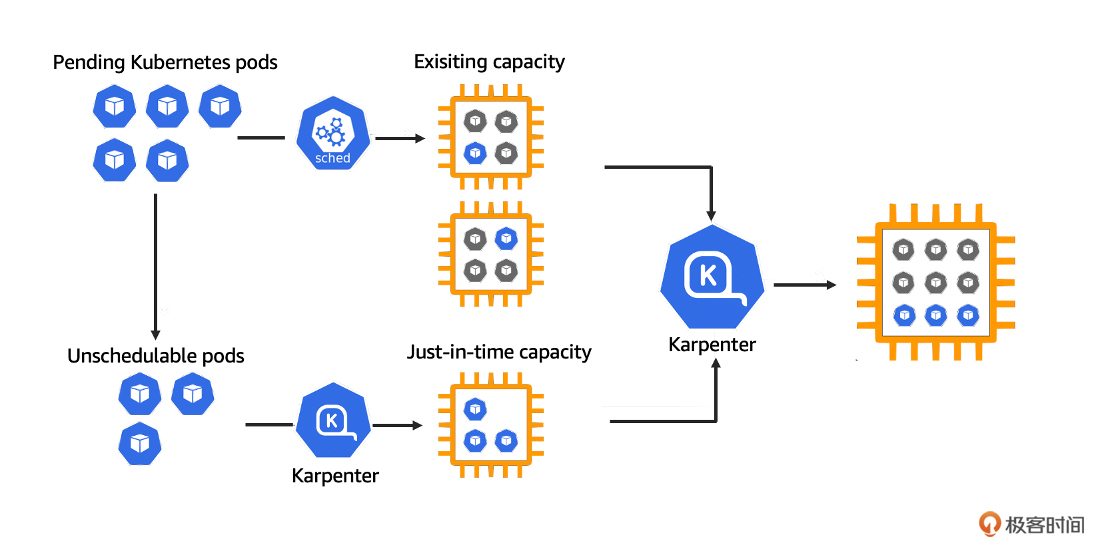 Pending Kubernetes pods
Exisiting capacity
sched
K
Karpenter
Unschedulable pods
Just-in-time capacity
K
Karpenter
极客时间